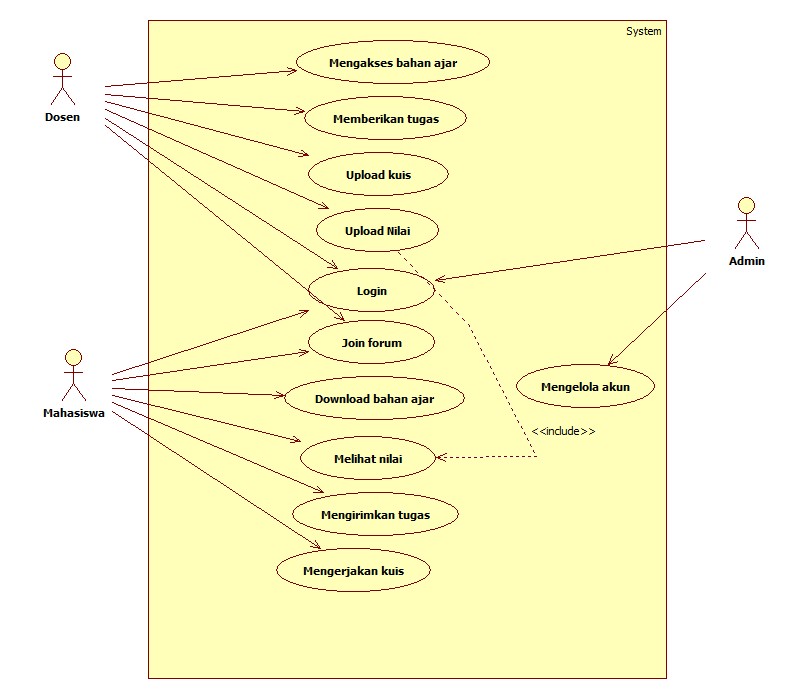 System
Mengakses bahan ajar
Dosen
Memberikan tugas
Upload kuis
Upload Nilai
Admin
Login
Join forum
Mengelola akun
Mahasiswa
Download bahan ajar
<<include>>
Melihat nilai
Mengirimkan tugas
Mengerjakan kuis